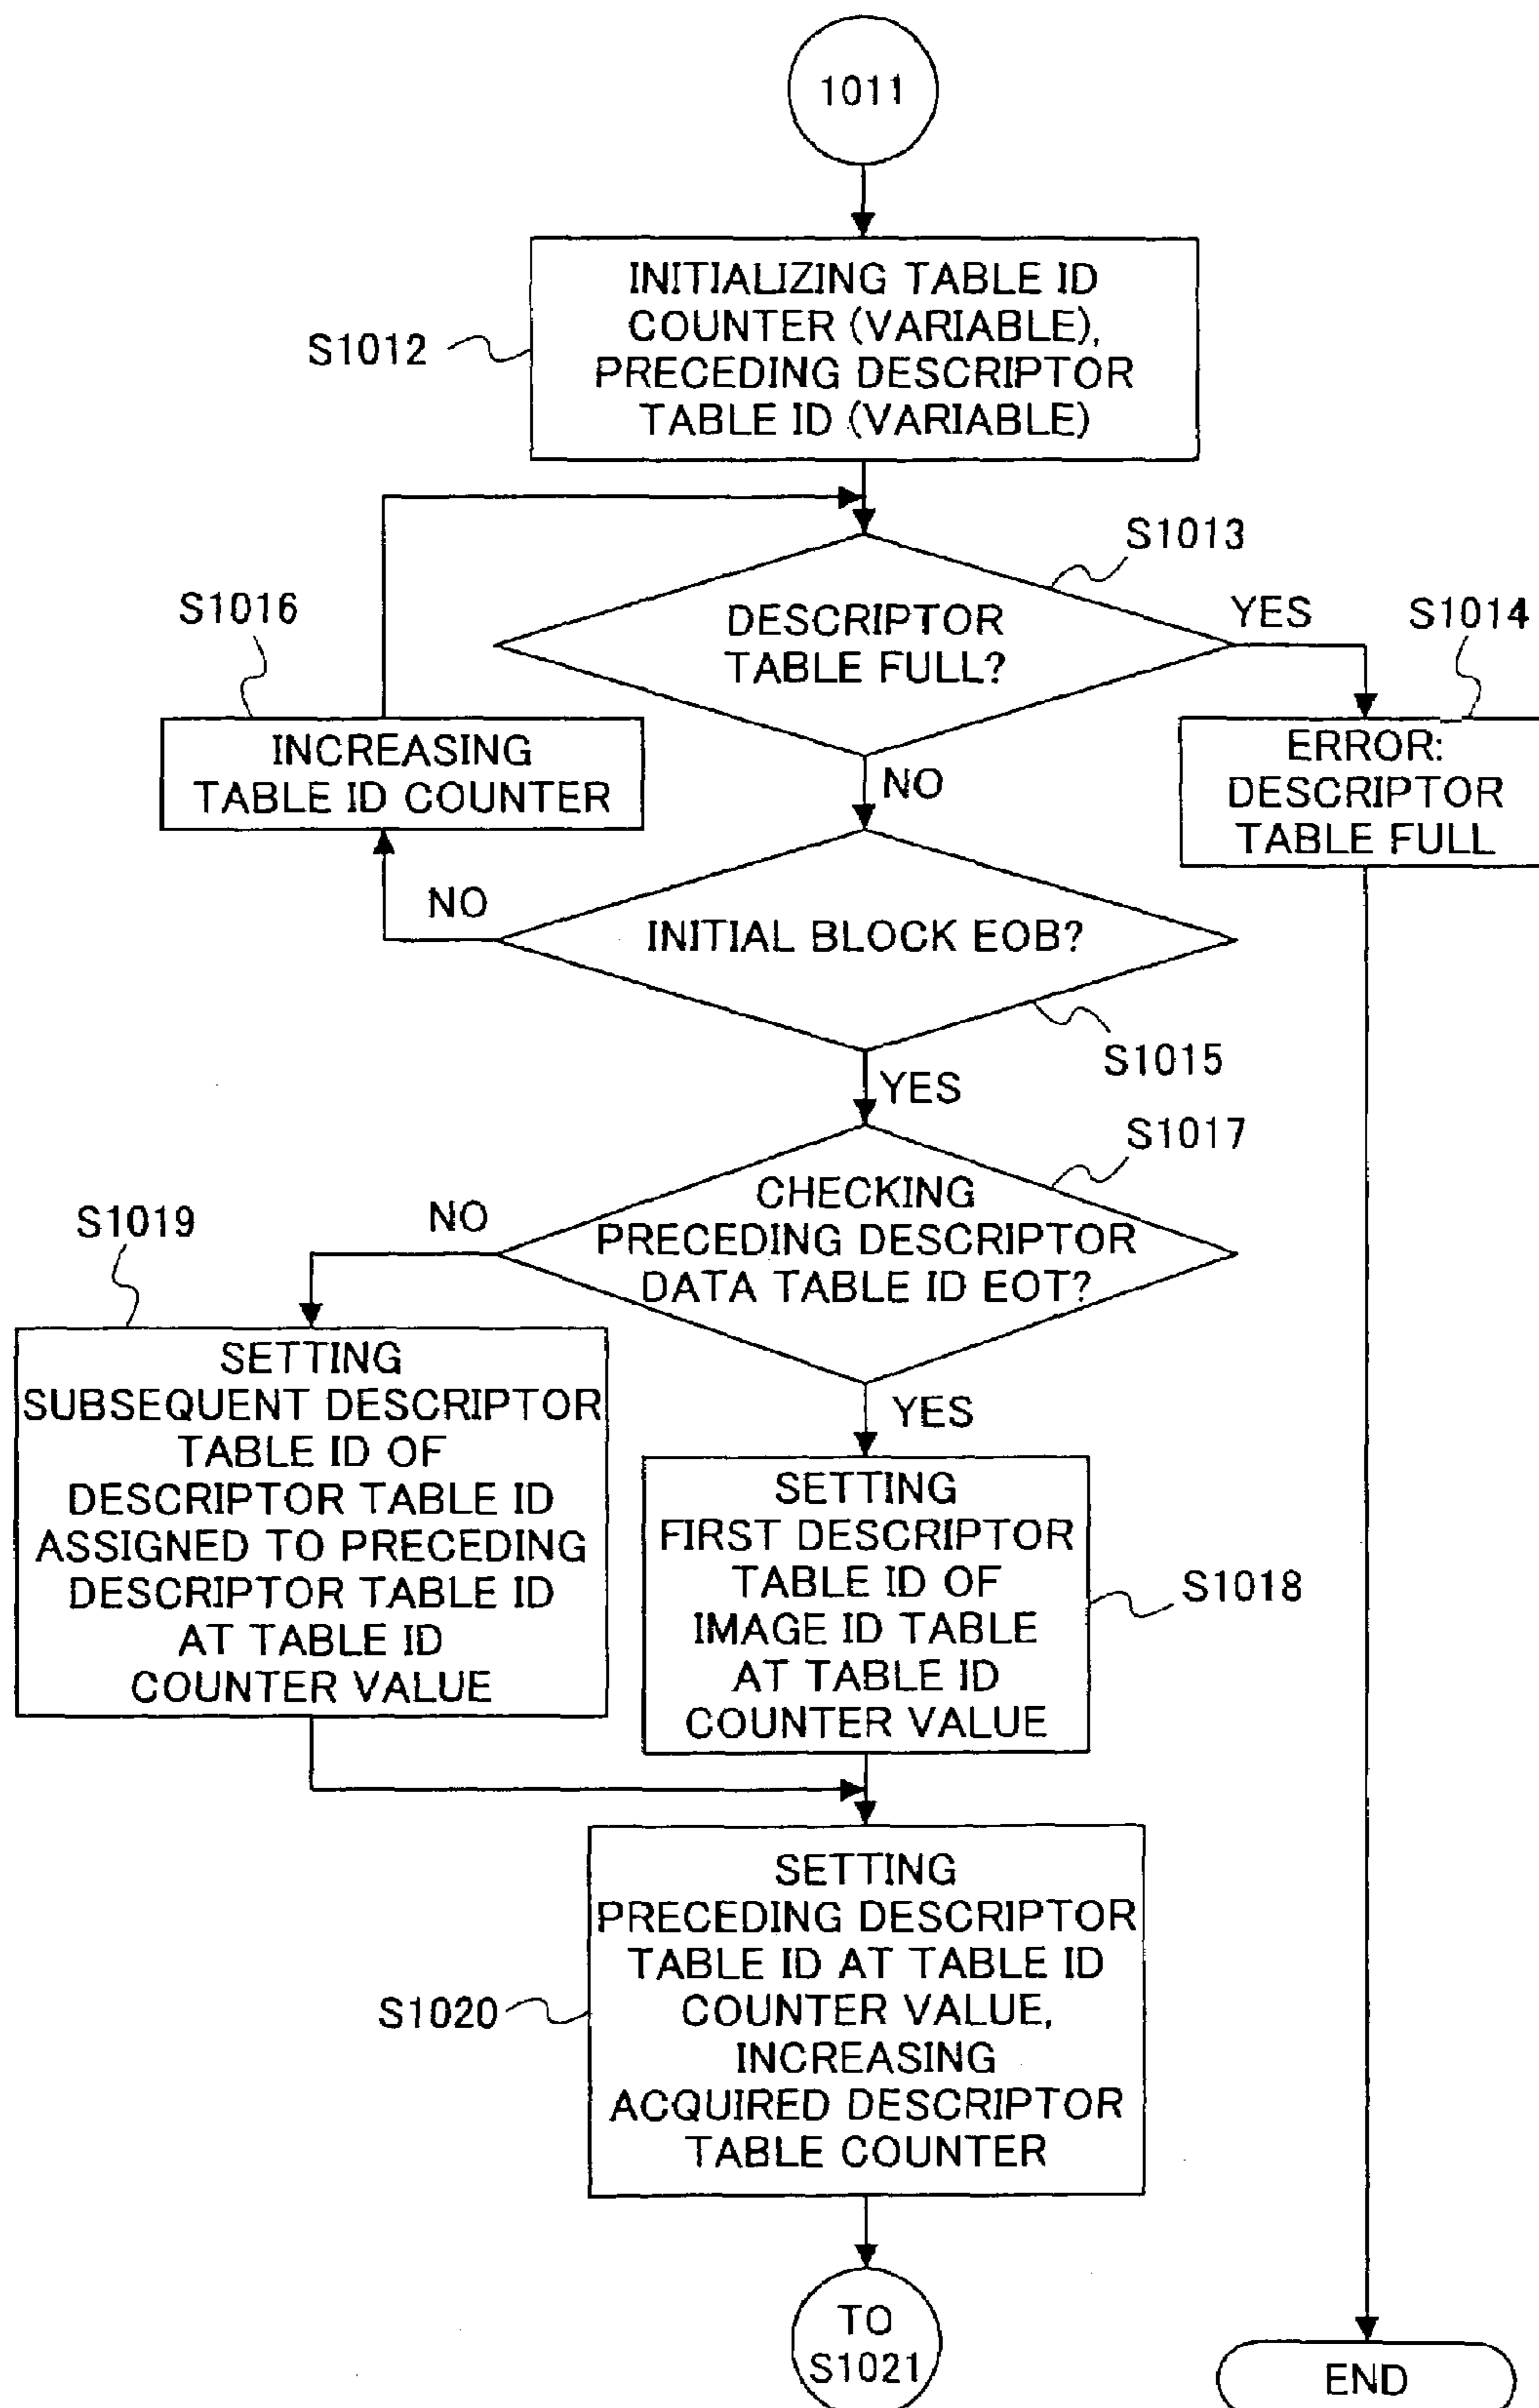 1011
INITIALIZING TABLE ID
COUNTER (VARIABLE),
PRECEDING DESCRIPTOR
TABLE ID (VARIABLE)
S1012
S1013
DESCRIPTOR
TABLE FULL?
YES
S1014
S1016
INCREASING
TABLE ID COUNTER
NO
ERROR:
DESCRIPTOR
TABLE FULL
NO
INITIAL BLOCK EOB?
S1015
YES
S1017
CHECKING
PRECEDING DESCRIPTOR
DATA TABLE ID EOT?
NO
S1019
SETTING
SUBSEQUENT DESCRIPTOR
TABLE ID OF
DESCRIPTOR TABLE ID
ASSIGNED TO PRECEDING
DESCRIPTOR TABLE ID
AT TABLE ID
COUNTER VALUE
YES
SETTING
FIRST DESCRIPTOR
TABLE ID OF
IMAGE ID TABLE
AT TABLE ID
COUNTER VALUE
S1018
SETTING
PRECEDING DESCRIPTOR
TABLE ID AT TABLE ID
COUNTER VALUE,
INCREASING
ACQUIRED DESCRIPTOR
TABLE COUNTER
S1020
TO
S1021
END